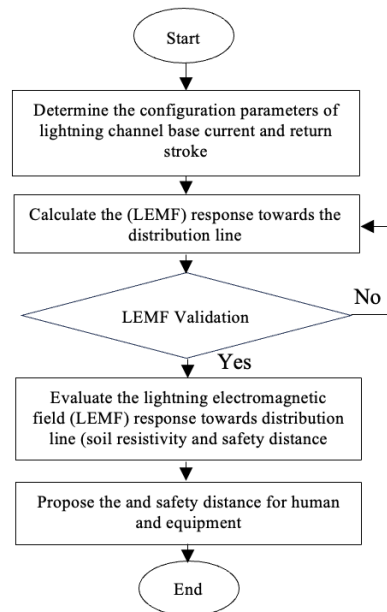 Start
Determine the configuration parameters of
lightning channel base current and return
stroke
Calculate the (LEMF) response towards the
distribution line
LEMF Validation
No
Yes
Evaluate the lightning electromagnetic
field (LEMF) response towards distribution
line (soil resistivity and safety distance
Propose the and safety distance for human
and equipment
End